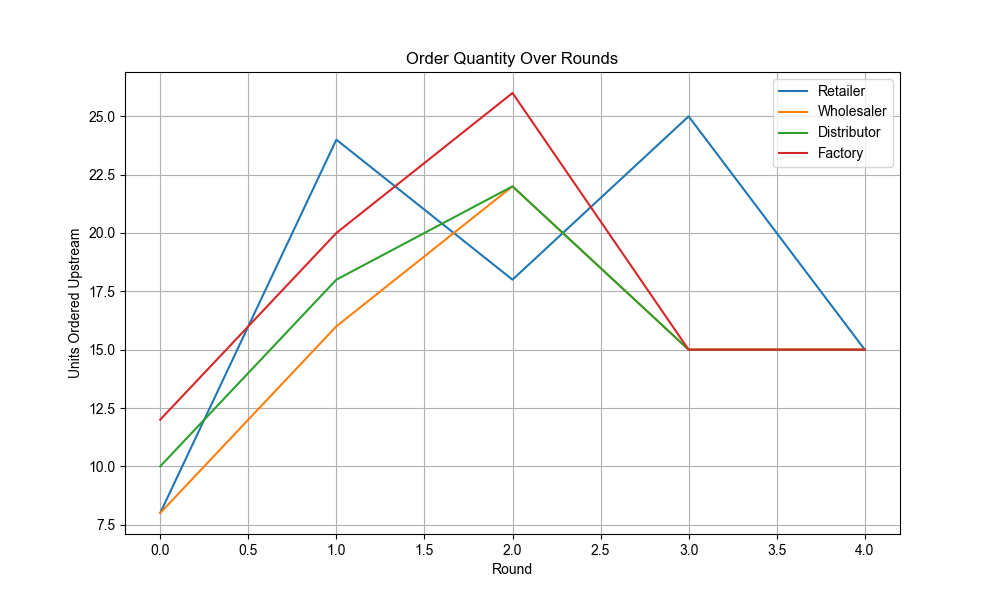 Order Quantity Over Rounds
Retailer
Wholesaler
Distributor
Factory
Units Ordered Upstream
25.0
22.5
20.0
17.5
15.0
12.5
10.0
7.5
0.0 0.5 1.0 1.5 2.0 2.5 3.0 3.5 4.0
Round